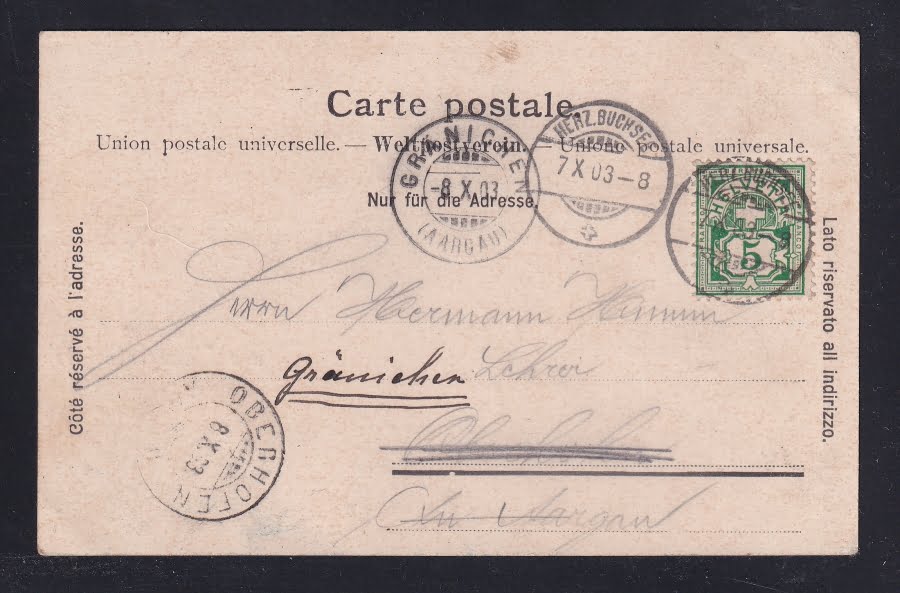 Carte postale
Union postale universelle. — Weltpostverein. — Unione postale universale.
Nur für die Adresse.
Côté réservé à l'adresse.
Lato riservato all indirizzo.
GRÄNICHEN
-8.X.03
(AARGAU)
HERZ.BUCHSEE
7 X 03-8
HELVETIA
FRANCO
5
Herrn Hermann
Lehrer
Gränichen
Aargau
OBERHOFEN
8 X 03